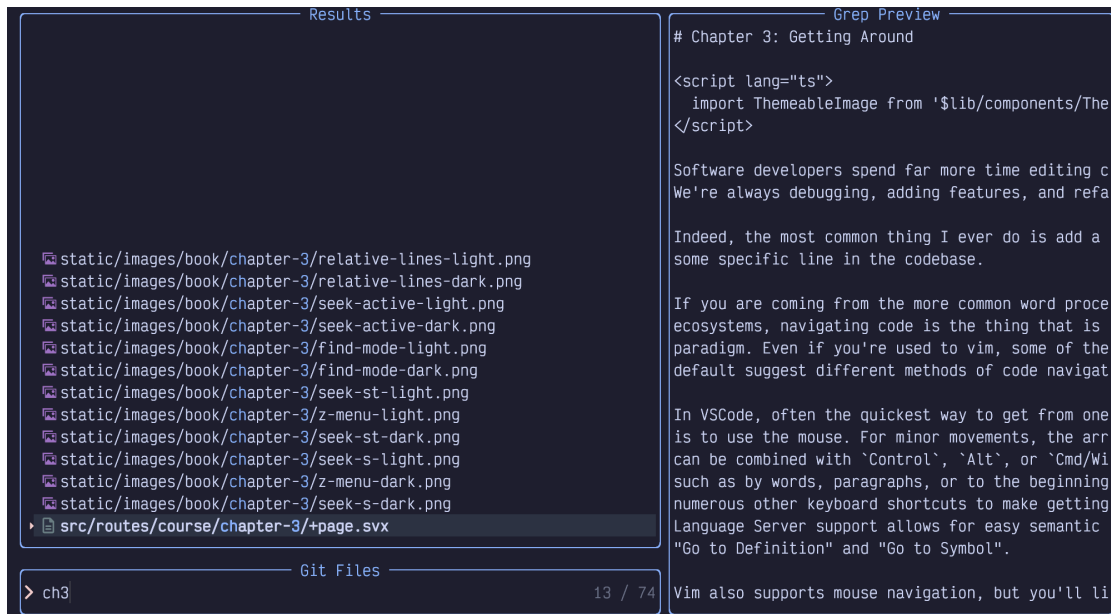 Results
static/images/book/chapter-3/relative-lines-light.png
static/images/book/chapter-3/relative-lines-dark.png
static/images/book/chapter-3/seek-active-light.png
static/images/book/chapter-3/seek-active-dark.png
static/images/book/chapter-3/find-mode-light.png
static/images/book/chapter-3/find-mode-dark.png
static/images/book/chapter-3/seek-st-light.png
static/images/book/chapter-3/z-menu-light.png
static/images/book/chapter-3/seek-st-dark.png
static/images/book/chapter-3/seek-s-light.png
static/images/book/chapter-3/z-menu-dark.png
static/images/book/chapter-3/seek-s-dark.png
src/routes/course/chapter-3/+page.svx
Git Files
> ch3 13 / 74
Grep Preview
# Chapter 3: Getting Around
<script lang="ts">
import ThemeableImage from '$lib/components/The
</script>
Software developers spend far more time editing c
We're always debugging, adding features, and refa
Indeed, the most common thing I ever do is add a
some specific line in the codebase.
If you are coming from the more common word proce
ecosystems, navigating code is the thing that is
paradigm. Even if you're used to vim, some of the
default suggest different methods of code navigat
In VSCode, often the quickest way to get from one
is to use the mouse. For minor movements, the arr
can be combined with `Control`, `Alt`, or `Cmd/Wi
such as by words, paragraphs, or to the beginning
numerous other keyboard shortcuts to make getting
Language Server support allows for easy semantic
"Go to Definition" and "Go to Symbol".
Vim also supports mouse navigation, but you'll li